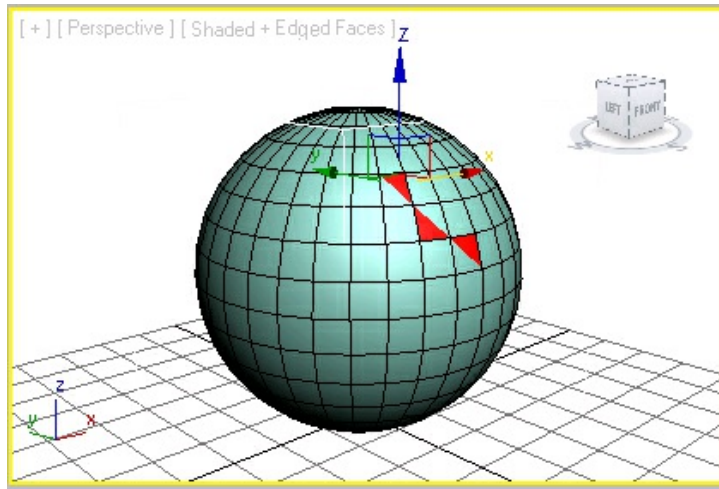 [ + ] [ Perspective ] [ Shaded + Edged Faces ]
Z
LEFT FRONT
y x
z
y x